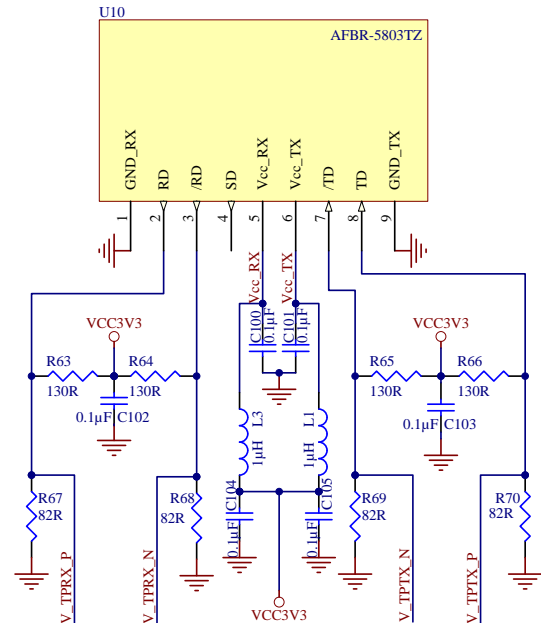 U10
AFBR-5803TZ
GND_RX
RD
/RD
SD
Vcc_RX
Vcc_TX
/TD
TD
GND_TX
1
2
3
4
5
6
7
8
9
Vcc_RX
Vcc_TX
VCC3V3
C100
0.1µF
C101
0.1µF
VCC3V3
R63
130R
R64
130R
R65
130R
R66
130R
0.1µF
C102
0.1µF
C103
1µH
L3
1µH
L1
R67
82R
R68
82R
C104
0.1µF
C105
0.1µF
R69
82R
R70
82R
V_TPRX_P
V_TPRX_N
VCC3V3
V_TPTX_N
V_TPTX_P